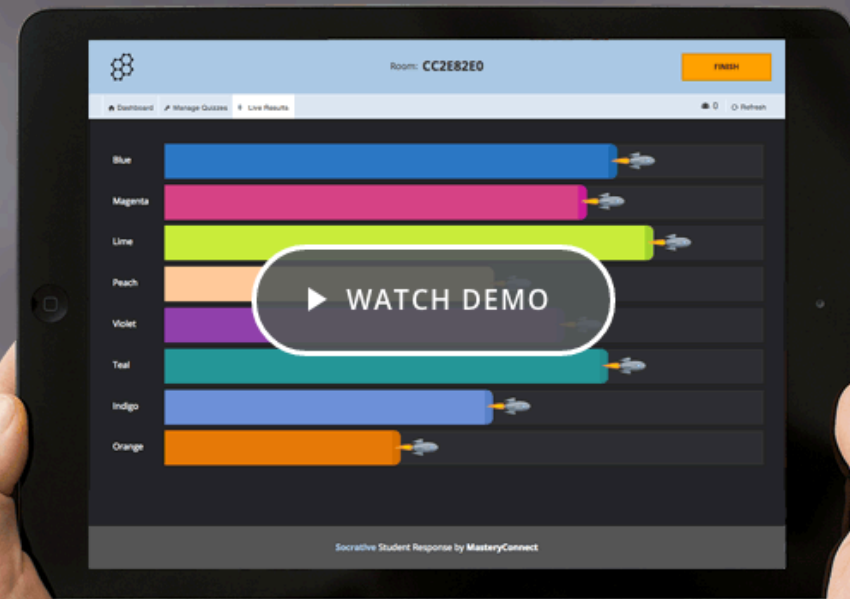 Room: CC2E82E0
FINISH
Dashboard Manage Quizzes Live Results 0 Refresh
Blue
Magenta
Lime
Peach
WATCH DEMO
Violet
Teal
Indigo
Orange
Socrative Student Response by MasteryConnect